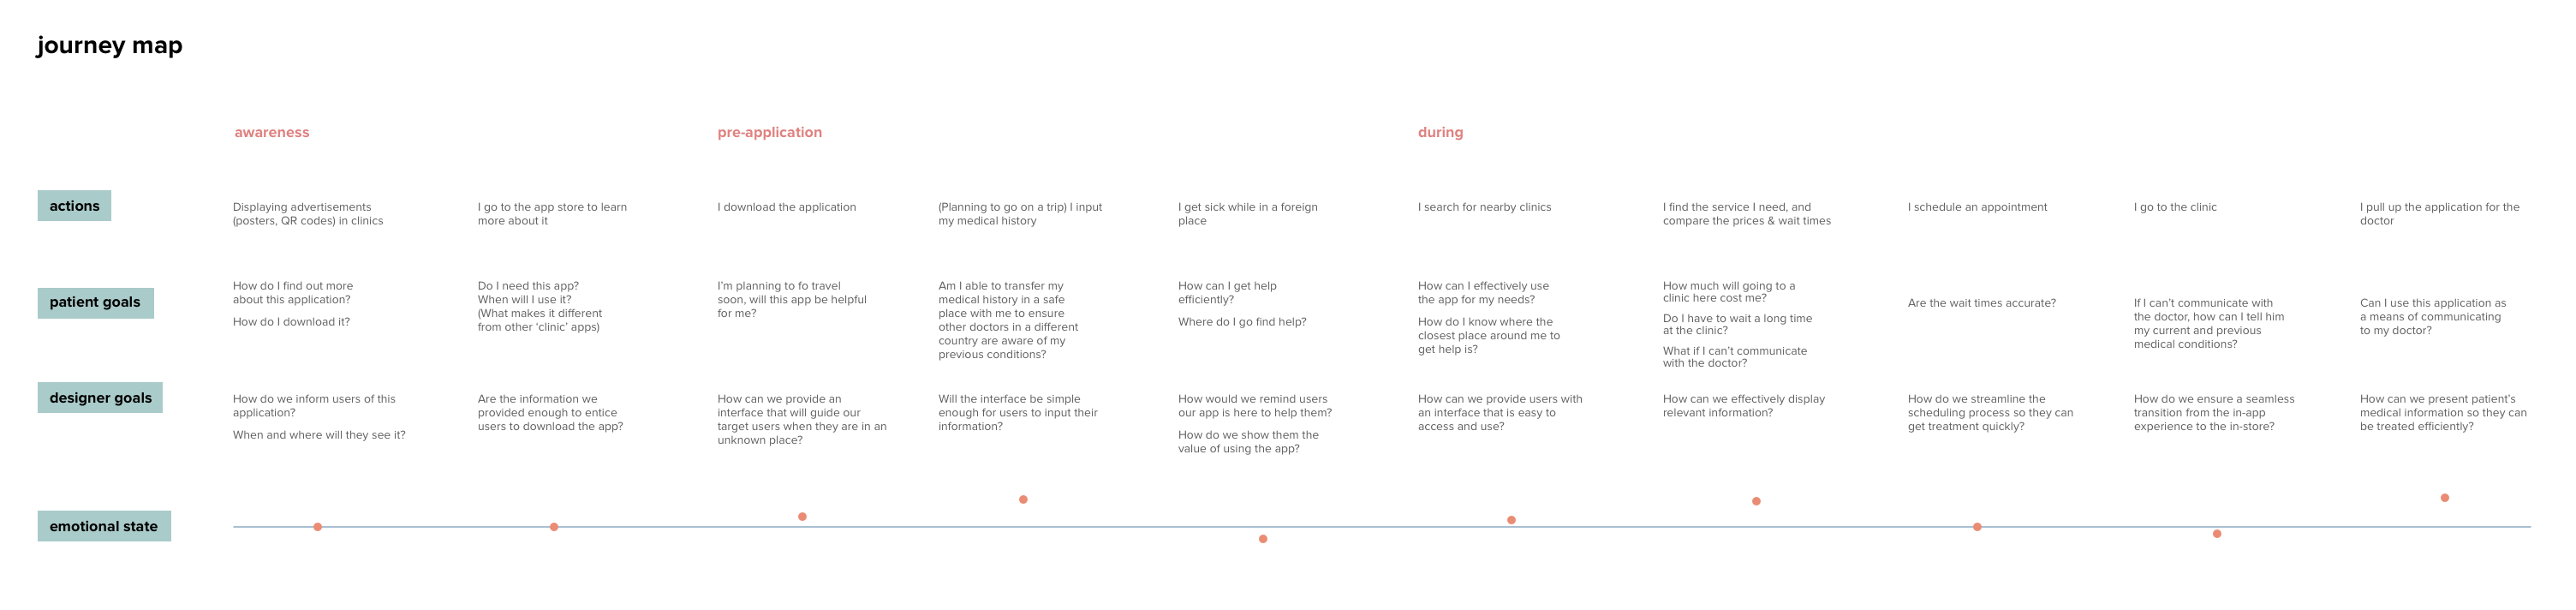 journey map
awareness
pre-application
during
actions
Displaying advertisements
(posters, QR codes) in clinics
I go to the app store to learn
more about it
I download the application
(Planning to go on a trip) I input
my medical history
I get sick while in a foreign
place
I search for nearby clinics
I find the service I need, and
compare the prices & wait times
I schedule an appointment
I go to the clinic
I pull up the application for the
doctor
patient goals
How do I find out more
about this application?
How do I download it?
Do I need this app?
When will I use it?
(What makes it different
from other ‘clinic’ apps)
I’m planning to fo travel
soon, will this app be helpful
for me?
Am I able to transfer my
medical history in a safe
place with me to ensure
other doctors in a different
country are aware of my
previous conditions?
How can I get help
efficiently?
Where do I go find help?
How can I effectively use
the app for my needs?
How do I know where the
closest place around me to
get help is?
How much will going to a
clinic here cost me?
Do I have to wait a long time
at the clinic?
What if I can’t communicate
with the doctor?
Are the wait times accurate?
If I can’t communicate with
the doctor, how can I tell him
my current and previous
medical conditions?
Can I use this application as
a means of communicating
to my doctor?
designer goals
How do we inform users of this
application?
When and where will they see it?
Are the information we
provided enough to entice
users to download the app?
How can we provide an
interface that will guide our
target users when they are in an
unknown place?
Will the interface be simple
enough for users to input their
information?
How would we remind users
our app is here to help them?
How do we show them the
value of using the app?
How can we provide users with
an interface that is easy to
access and use?
How can we effectively display
relevant information?
How do we streamline the
scheduling process so they can
get treatment quickly?
How do we ensure a seamless
transition from the in-app
experience to the in-store?
How can we present patient’s
medical information so they can
be treated efficiently?
emotional state